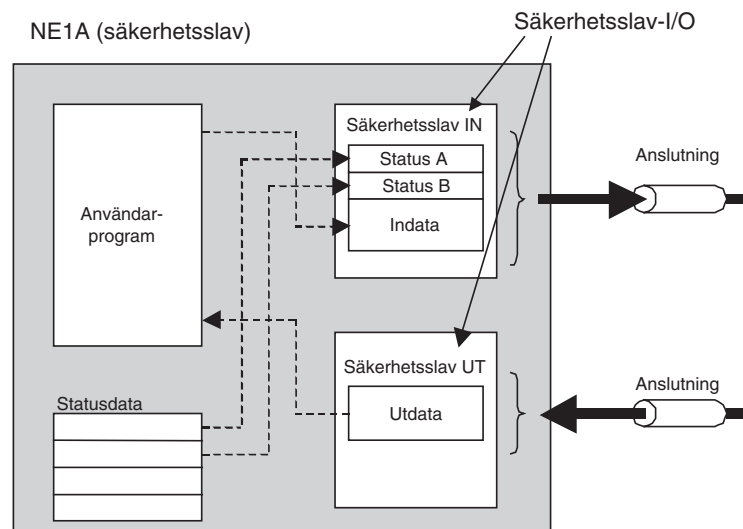 NE1A (säkerhetsslav)
Säkerhetsslav-I/O
Användar-
program
Statusdata
Säkerhetsslav IN
Status A
Status B
Indata
Säkerhetsslav UT
Utdata
Anslutning
Anslutning